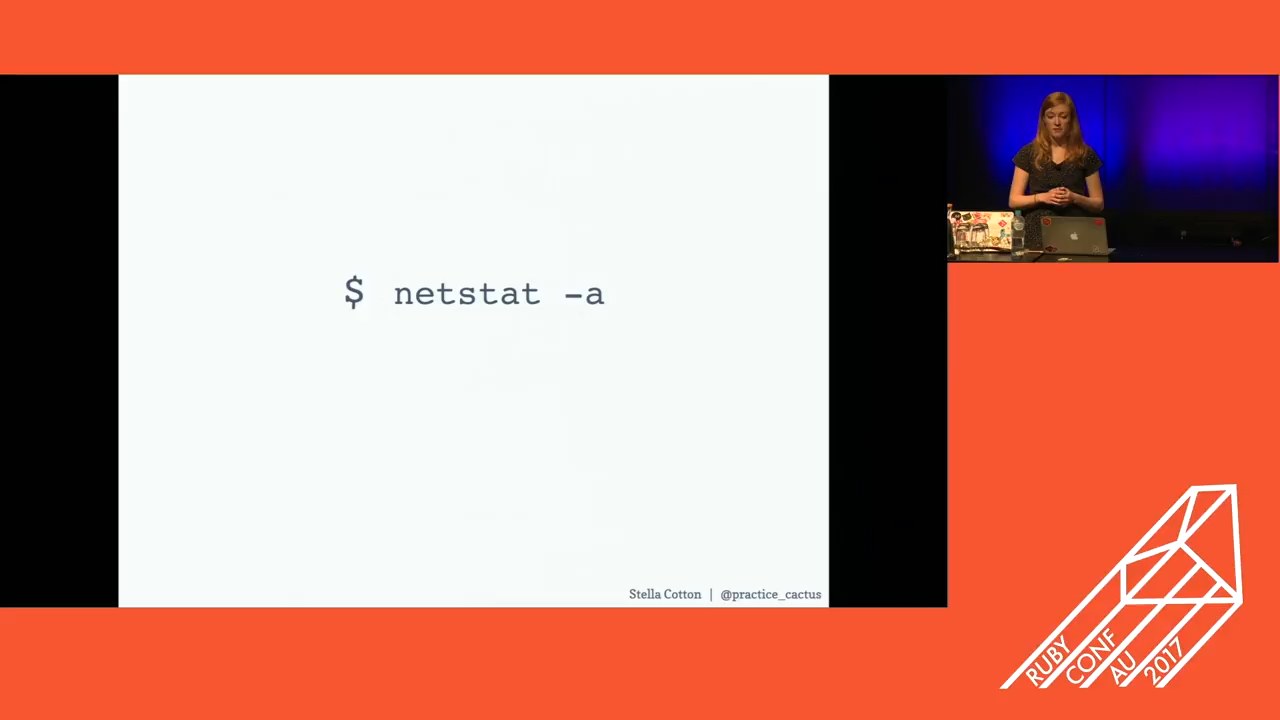 $ netstat -a
Stella Cotton | @practice_cactus
RUBY
CONF
AU
2017